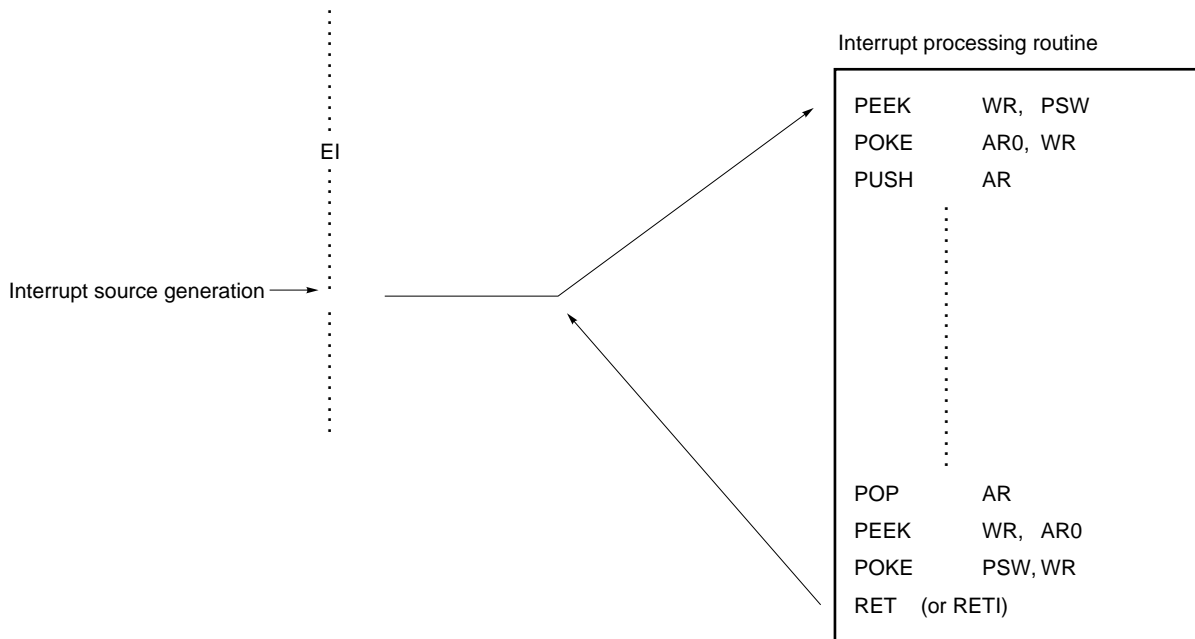 Interrupt processing routine
EI
Interrupt source generation
PEEK WR, PSW
POKE AR0, WR
PUSH AR
POP AR
PEEK WR, AR0
POKE PSW, WR
RET (or RETI)